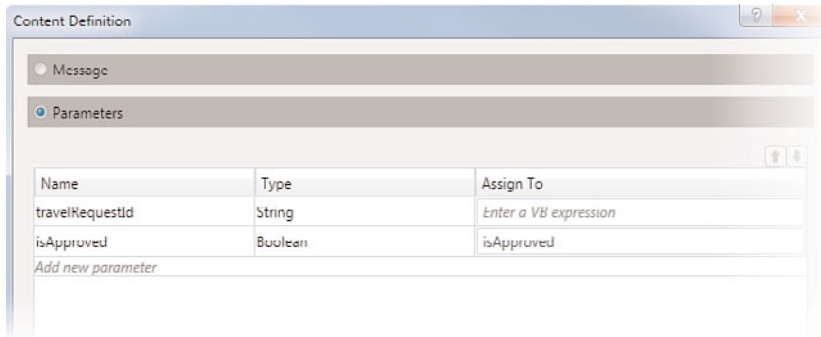 Content Definition
Message
Parameters
Name Type Assign To
travelRequestId String Enter a VB expression
isApproved Boolean isApproved
Add new parameter